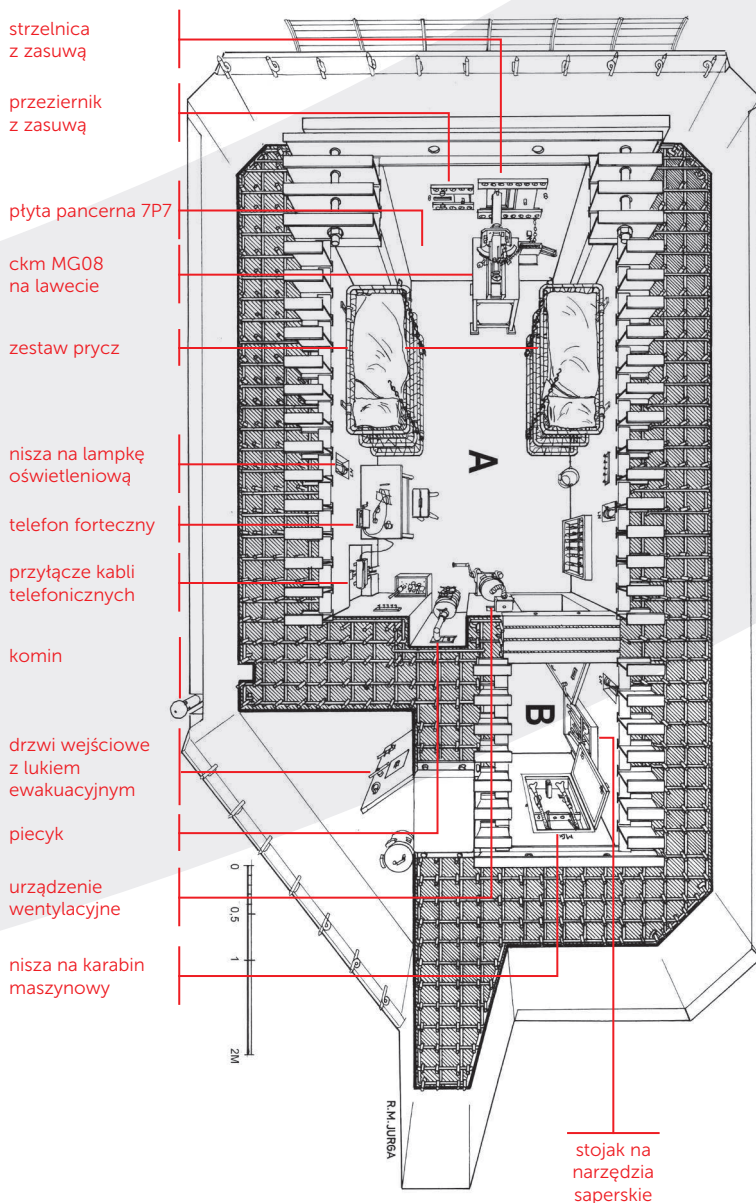 strzelnica
z zasuwą
przeziernik
z zasuwą
płyta pancerna 7P7
ckm MG08
na lawecie
zestaw prycz
nisza na lampkę
oświetleniową
telefon forteczny
przyłącze kabli
telefonicznych
komin
drzwi wejściowe
z lukiem
ewakuacyjnym
piecyk
urządzenie
wentylacyjne
nisza na karabin
maszynowy
stojak na
narzędzia
saperskie
A
B
MG
0
0,5
1
2M
R.M.JURGA